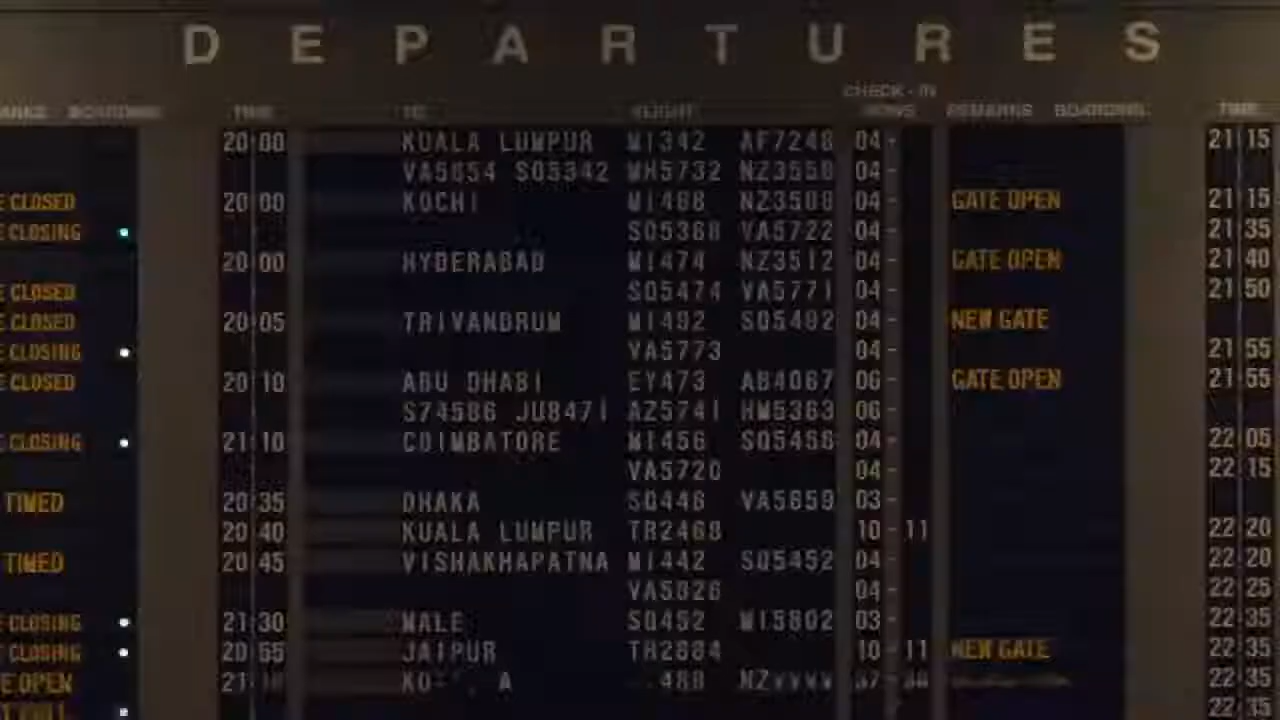 DEPARTURES
BOARDING TIME TO FLIGHT CHECK-IN ROWS REMARKS BOARDING TIME
20 00 KUALA LUMPUR MI342 AF7248 04- 21 15
VA5654 SQ5342 MH5732 NZ3550 04-
CLOSED 20 00 KOCHI MI468 NZ3508 04- GATE OPEN 21 15
CLOSING SQ5368 VA5722 04- 21 35
20 00 HYDERABAD MI474 NZ3512 04- GATE OPEN 21 40
CLOSED SQ5474 VA5771 04- 21 50
CLOSED 20 05 TRIVANDRUM MI492 SQ5492 04- NEW GATE
CLOSING VA5773 04- 21 55
CLOSED 20 10 ABU DHABI EY473 AB4067 06- GATE OPEN 21 55
S74586 JU8471 AZ5741 HM5363 06-
CLOSING 21 10 COIMBATORE MI456 SQ5456 04- 22 05
VA5720 04- 22 15
TIMED 20 35 DHAKA SQ446 VA5659 03-
20 40 KUALA LUMPUR TR2468 10-11 22 20
TIMED 20 45 VISHAKHAPATNA MI442 SQ5452 04- 22 20
VA5826 04- 22 25
CLOSING 21 30 MALE SQ452 MI5802 03- 22 35
CLOSING 20 55 JAIPUR TR2684 10-11 NEW GATE 22 35
OPEN 22 35
22 35